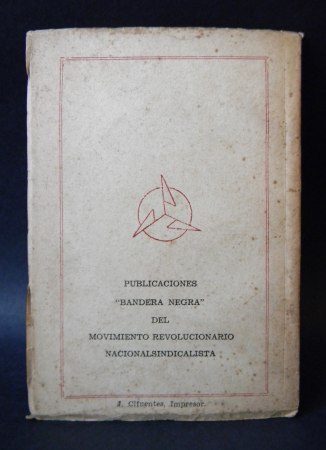 PUBLICACIONES
"BANDERA NEGRA"
DEL
MOVIMIENTO REVOLUCIONARIO
NACIONALSINDICALISTA
J. Cifuentes, Impresor.